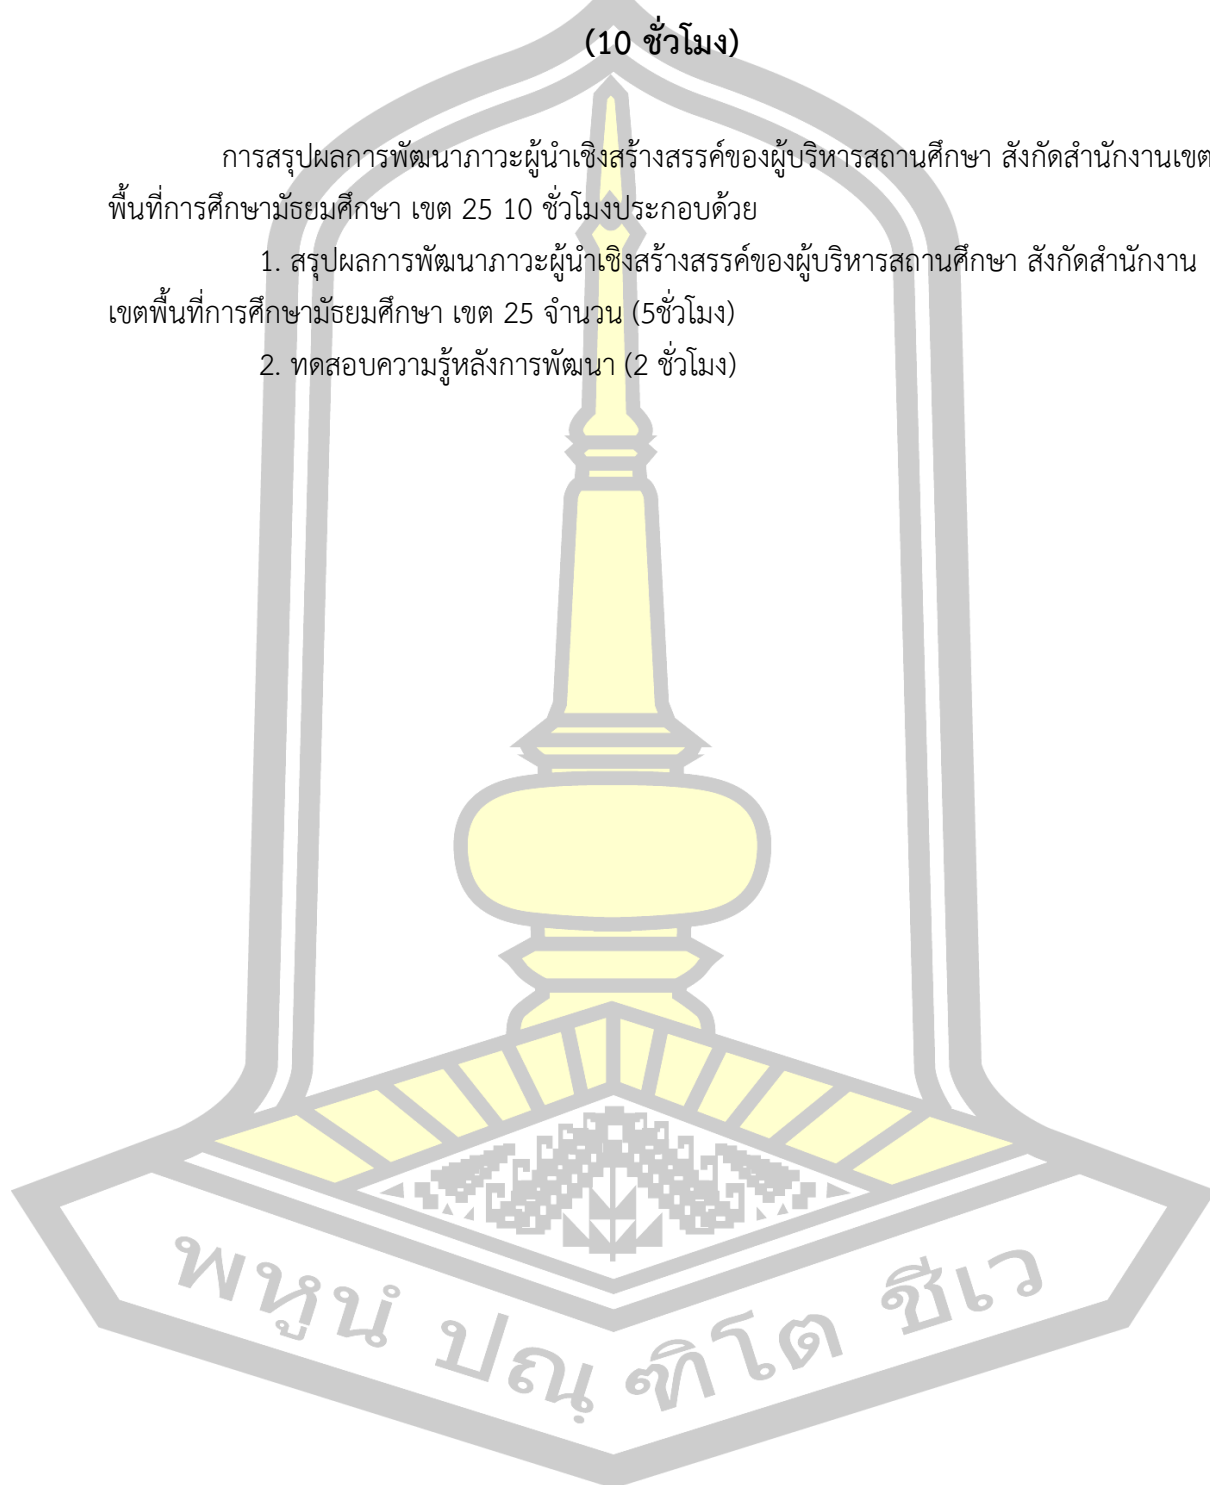 (10 ชั่วโมง)
การสรุปผลการพัฒนาภาวะผู้นำเชิงสร้างสรรค์ของผู้บริหารสถานศึกษา สังกัดสำนักงานเขต
พื้นที่การศึกษามัธยมศึกษา เขต 25 10 ชั่วโมงประกอบด้วย
1. สรุปผลการพัฒนาภาวะผู้นำเชิงสร้างสรรค์ของผู้บริหารสถานศึกษา สังกัดสำนักงาน
เขตพื้นที่การศึกษามัธยมศึกษา เขต 25 จำนวน (5ชั่วโมง)
2. ทดสอบความรู้หลังการพัฒนา (2 ชั่วโมง)
พหูนํ ปณฺฑิโต ชีเว